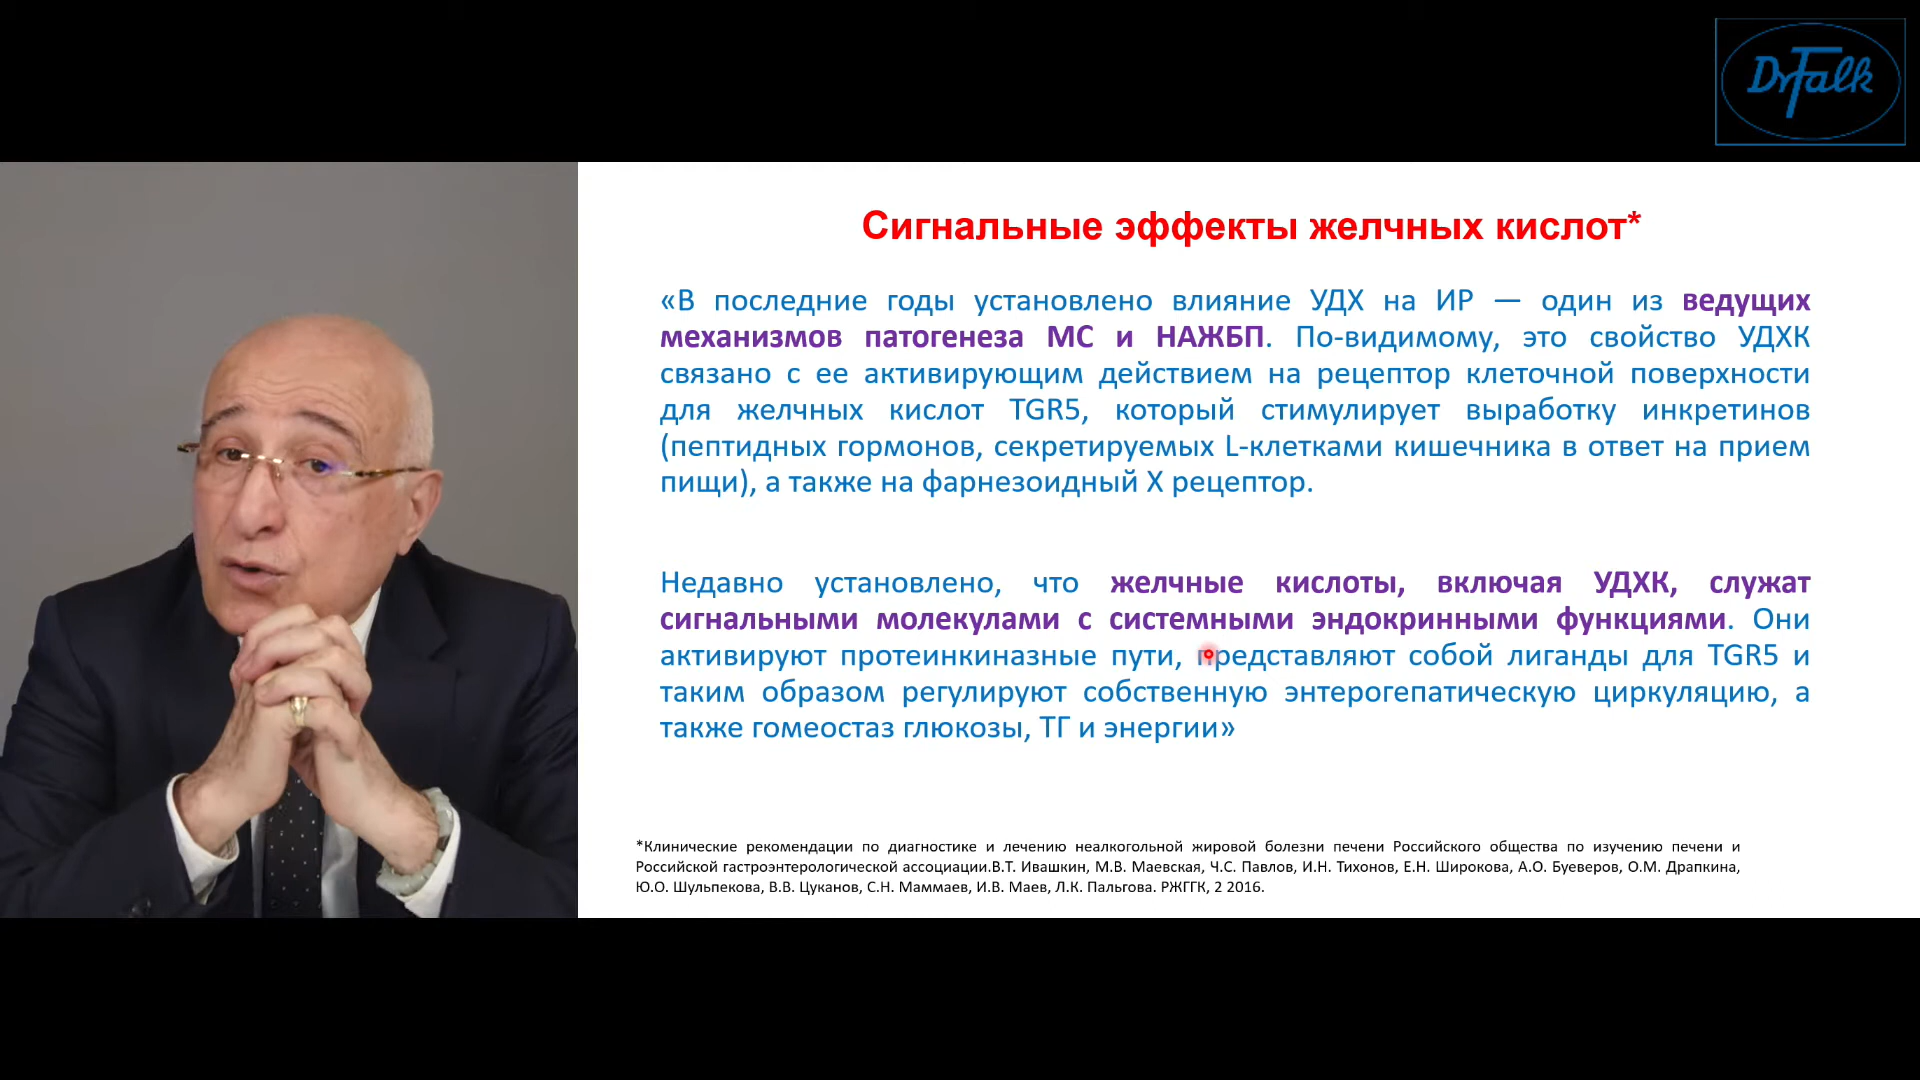 Dr Falk
Сигнальные эффекты желчных кислот*
«В последние годы установлено влияние УДХ на ИР — один из ведущих
механизмов патогенеза МС и НАЖБП. По-видимому, это свойство УДХК
связано с ее активирующим действием на рецептор клеточной поверхности
для желчных кислот TGR5, который стимулирует выработку инкретинов
(пептидных гормонов, секретируемых L-клетками кишечника в ответ на прием
пищи), а также на фарнезоидный Х рецептор.
Недавно установлено, что желчные кислоты, включая УДХК, служат
сигнальными молекулами с системными эндокринными функциями. Они
активируют протеинкиназные пути, представляют собой лиганды для TGR5 и
таким образом регулируют собственную энтерогепатическую циркуляцию, а
также гомеостаз глюкозы, ТГ и энергии»
*Клинические рекомендации по диагностике и лечению неалкогольной жировой болезни печени Российского общества по изучению печени и
Российской гастроэнтерологической ассоциации.В.Т. Ивашкин, М.В. Маевская, Ч.С. Павлов, И.Н. Тихонов, Е.Н. Широкова, А.О. Буеверов, О.М. Драпкина,
Ю.О. Шульпекова, В.В. Цуканов, С.Н. Маммаев, И.В. Маев, Л.К. Пальгова. РЖГГК, 2 2016.